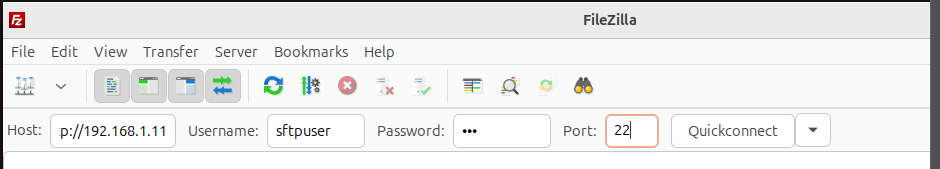 FileZilla
File Edit View Transfer Server Bookmarks Help
Host: p://192.168.1.11 Username: sftpuser Password: ••• Port: 22 Quickconnect